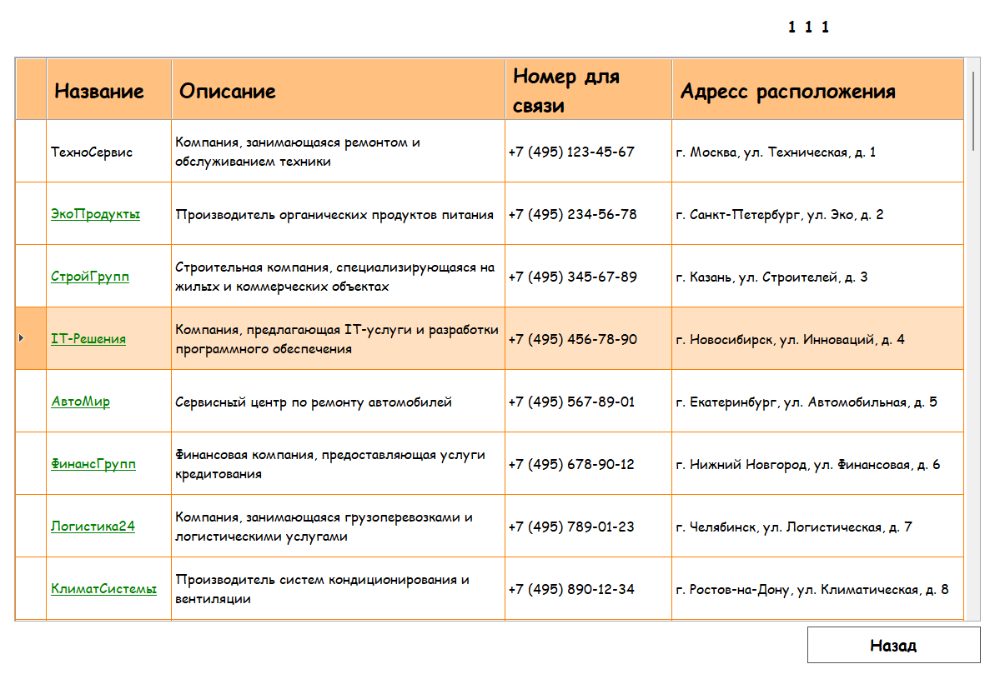 1 1 1
Название Описание Номер для связи Адресс расположения
ТехноСервис Компания, занимающаяся ремонтом и обслуживанием техники +7 (495) 123-45-67 г. Москва, ул. Техническая, д. 1
ЭкоПродукты Производитель органических продуктов питания +7 (495) 234-56-78 г. Санкт-Петербург, ул. Эко, д. 2
СтройГрупп Строительная компания, специализирующаяся на жилых и коммерческих объектах +7 (495) 345-67-89 г. Казань, ул. Строителей, д. 3
IT-Решения Компания, предлагающая IT-услуги и разработки программного обеспечения +7 (495) 456-78-90 г. Новосибирск, ул. Инноваций, д. 4
АвтоМир Сервисный центр по ремонту автомобилей +7 (495) 567-89-01 г. Екатеринбург, ул. Автомобильная, д. 5
ФинансГрупп Финансовая компания, предоставляющая услуги кредитования +7 (495) 678-90-12 г. Нижний Новгород, ул. Финансовая, д. 6
Логистика24 Компания, занимающаяся грузоперевозками и логистическими услугами +7 (495) 789-01-23 г. Челябинск, ул. Логистическая, д. 7
КлиматСистемы Производитель систем кондиционирования и вентиляции +7 (495) 890-12-34 г. Ростов-на-Дону, ул. Климатическая, д. 8
Назад